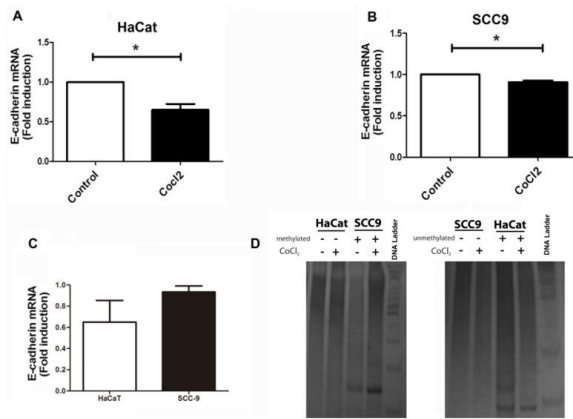 A
HaCat
E-cadherin mRNA
(Fold induction)
1.5
1.0
0.5
0.0
*
Control
Cocl2
B
SCC9
E-cadherin mRNA
(Fold induction)
1.5
1.0
0.5
0.0
*
Control
CoCl2
C
E-cadherin mRNA
(Fold induction)
1.0
0.8
0.6
0.4
0.2
0.0
HaCaT
SCC-9
D
HaCat SCC9
methylated - - + +
CoCl₂ - + - +
DNA Ladder
SCC9 HaCat
unmethylated - - + +
CoCl₂ - + - +
DNA Ladder